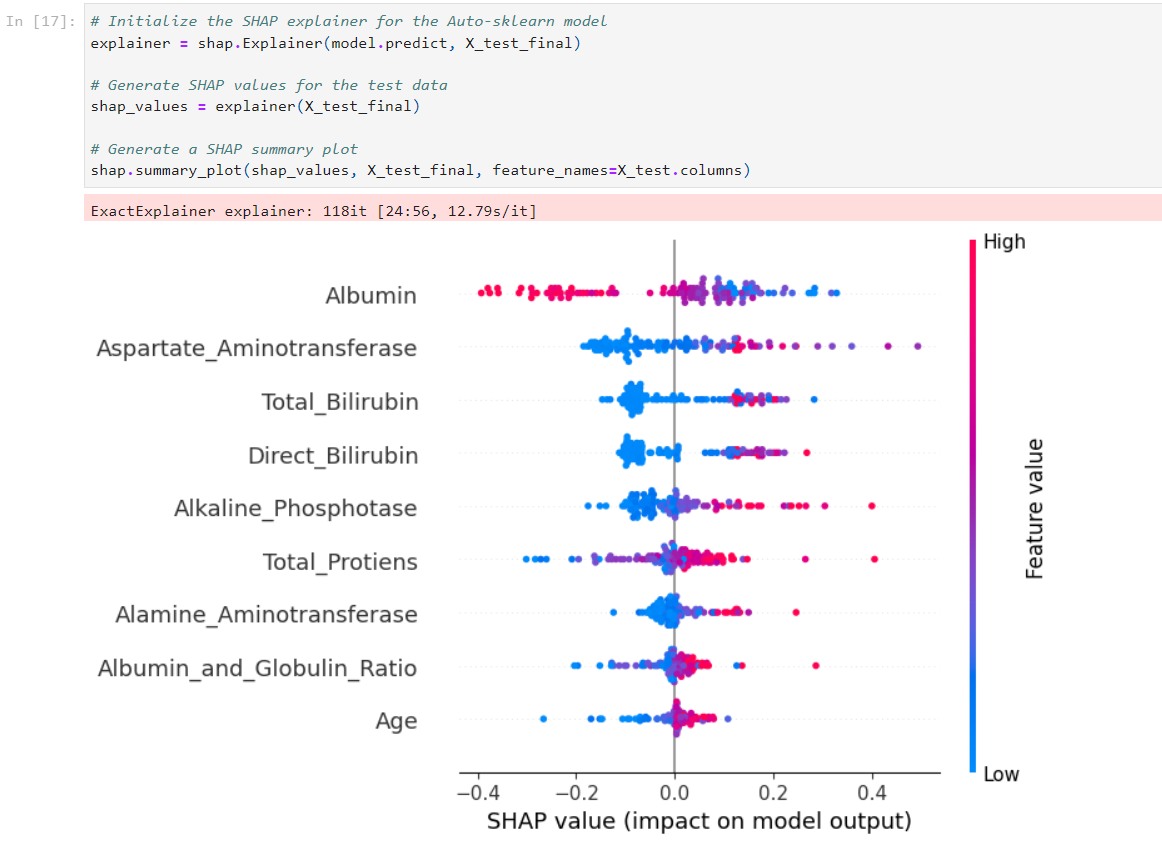 In [17]:
# Initialize the SHAP explainer for the Auto-sklearn model
explainer = shap.Explainer(model.predict, X_test_final)
# Generate SHAP values for the test data
shap_values = explainer(X_test_final)
# Generate a SHAP summary plot
shap.summary_plot(shap_values, X_test_final, feature_names=X_test.columns)
ExactExplainer explainer: 118it [24:56, 12.79s/it]
High
Albumin
Aspartate_Aminotransferase
Total_Bilirubin
Direct_Bilirubin
Alkaline_Phosphotase
Total_Protiens
Alamine_Aminotransferase
Albumin_and_Globulin_Ratio
Age
Feature value
Low
−0.4 −0.2 0.0 0.2 0.4
SHAP value (impact on model output)